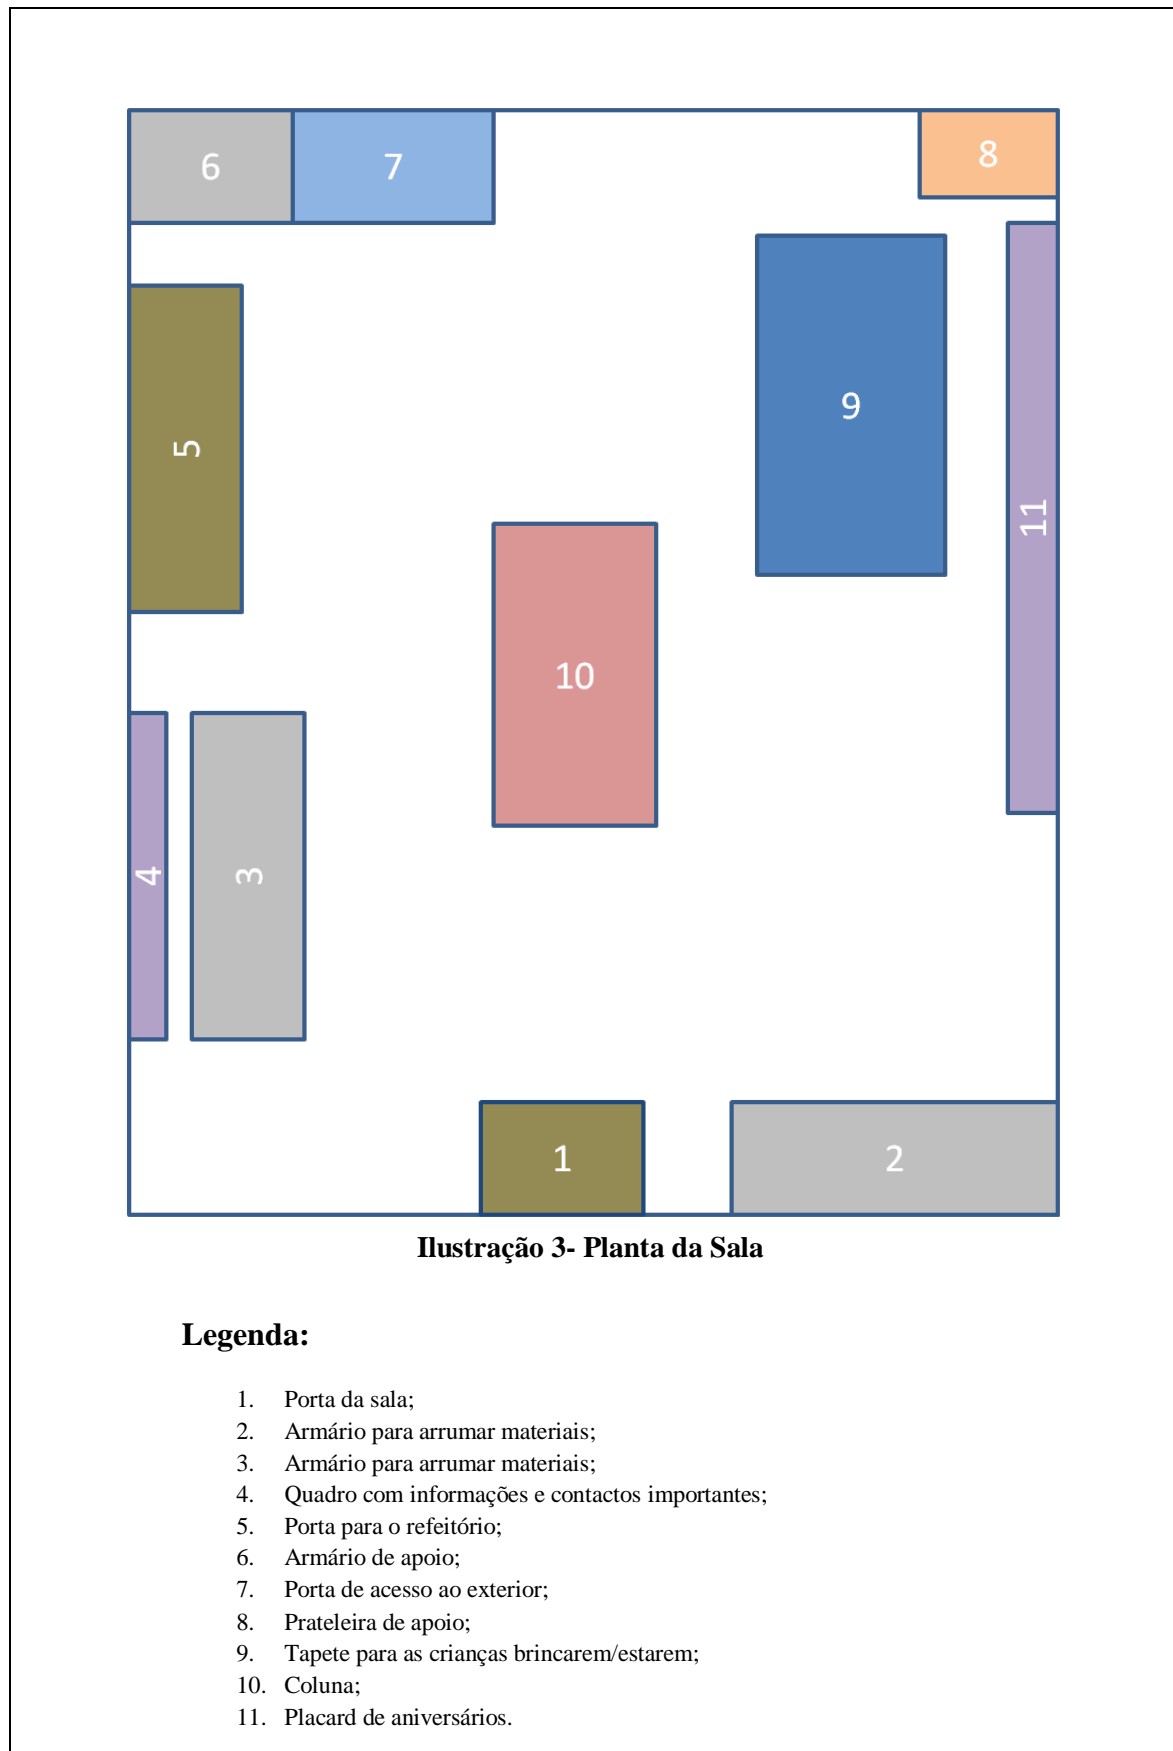 6
7
8
5
9
11
10
4
3
1
2
Ilustração 3- Planta da Sala
Legenda:
1. Porta da sala;
2. Armário para arrumar materiais;
3. Armário para arrumar materiais;
4. Quadro com informações e contactos importantes;
5. Porta para o refeitório;
6. Armário de apoio;
7. Porta de acesso ao exterior;
8. Prateleira de apoio;
9. Tapete para as crianças brincarem/estarem;
10. Coluna;
11. Placard de aniversários.